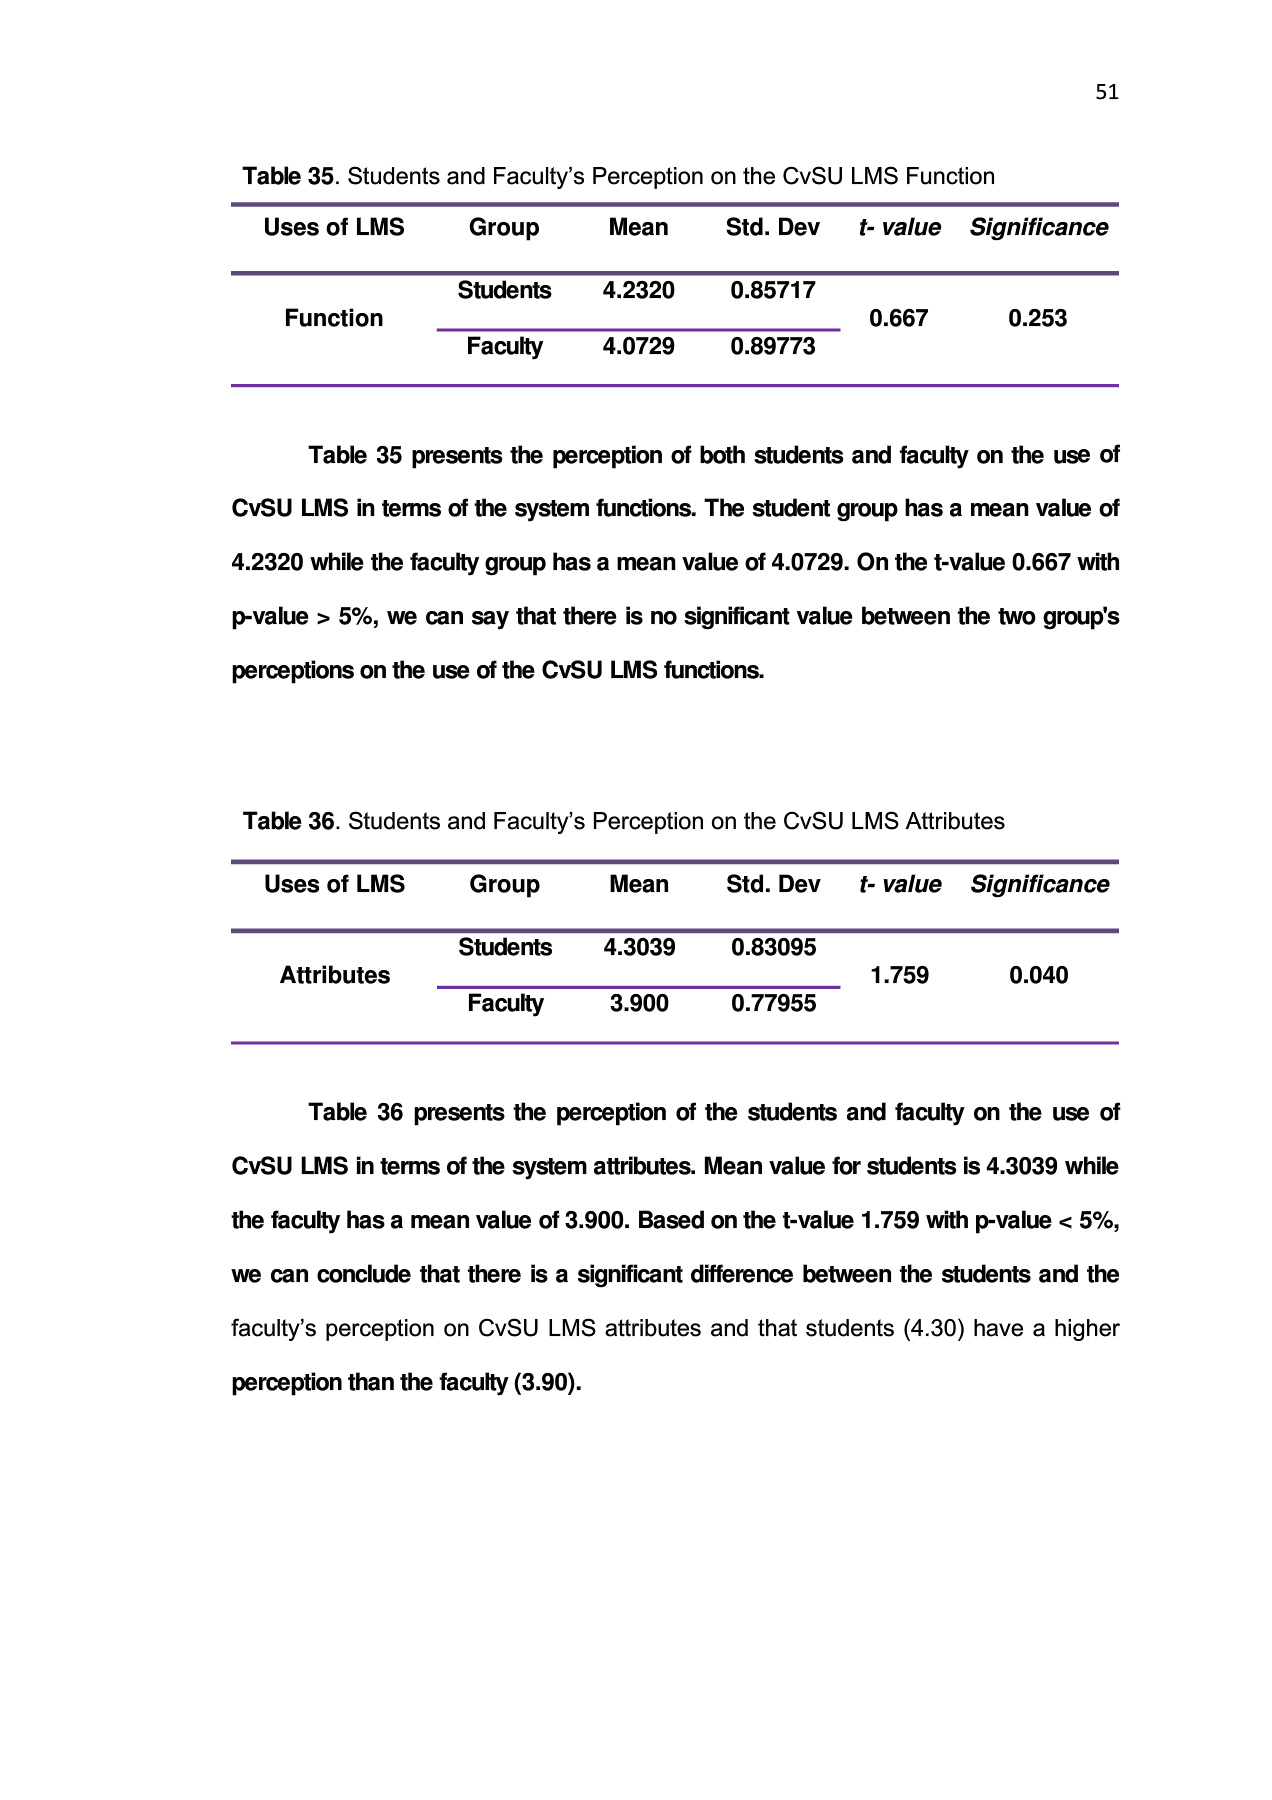 51
Table 35. Students and Faculty’s Perception on the CvSU LMS Function
Uses of LMS Group Mean Std. Dev t- value Significance
Students 4.2320 0.85717
Function 0.667 0.253
Faculty 4.0729 0.89773
Table 35 presents the perception of both students and faculty on the use of
CvSU LMS in terms of the system functions. The student group has a mean value of
4.2320 while the faculty group has a mean value of 4.0729. On the t-value 0.667 with
p-value > 5%, we can say that there is no significant value between the two group's
perceptions on the use of the CvSU LMS functions.
Table 36. Students and Faculty’s Perception on the CvSU LMS Attributes
Uses of LMS Group Mean Std. Dev t- value Significance
Students 4.3039 0.83095
Attributes 1.759 0.040
Faculty 3.900 0.77955
Table 36 presents the perception of the students and faculty on the use of
CvSU LMS in terms of the system attributes. Mean value for students is 4.3039 while
the faculty has a mean value of 3.900. Based on the t-value 1.759 with p-value < 5%,
we can conclude that there is a significant difference between the students and the
faculty’s perception on CvSU LMS attributes and that students (4.30) have a higher
perception than the faculty (3.90).